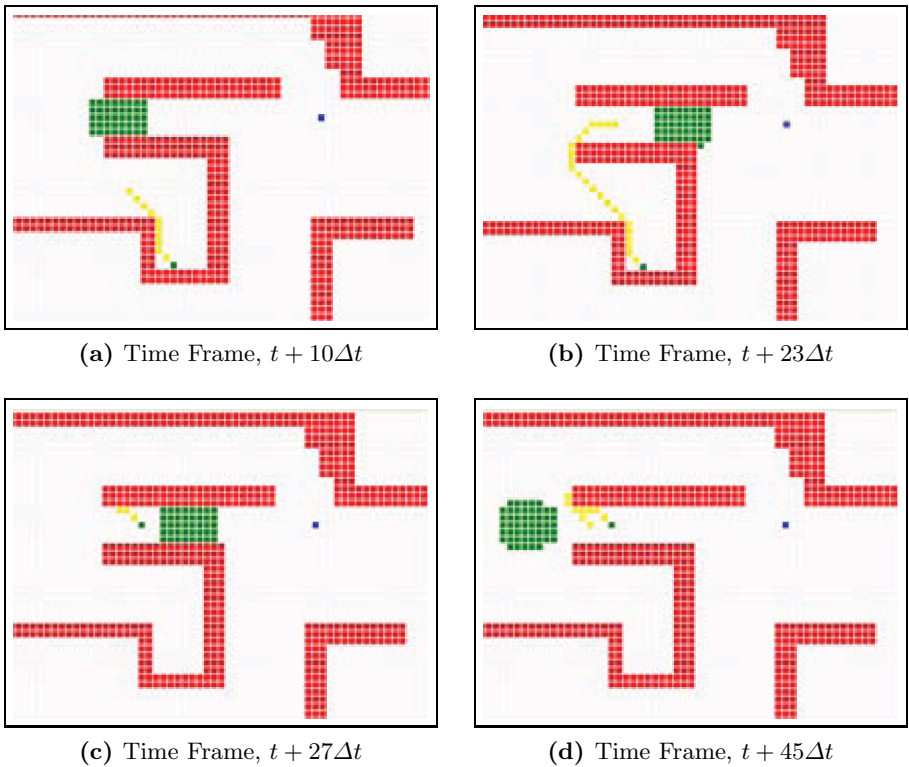 (a) Time Frame, t + 10Δt
(b) Time Frame, t + 23Δt
(c) Time Frame, t + 27Δt
(d) Time Frame, t + 45Δt